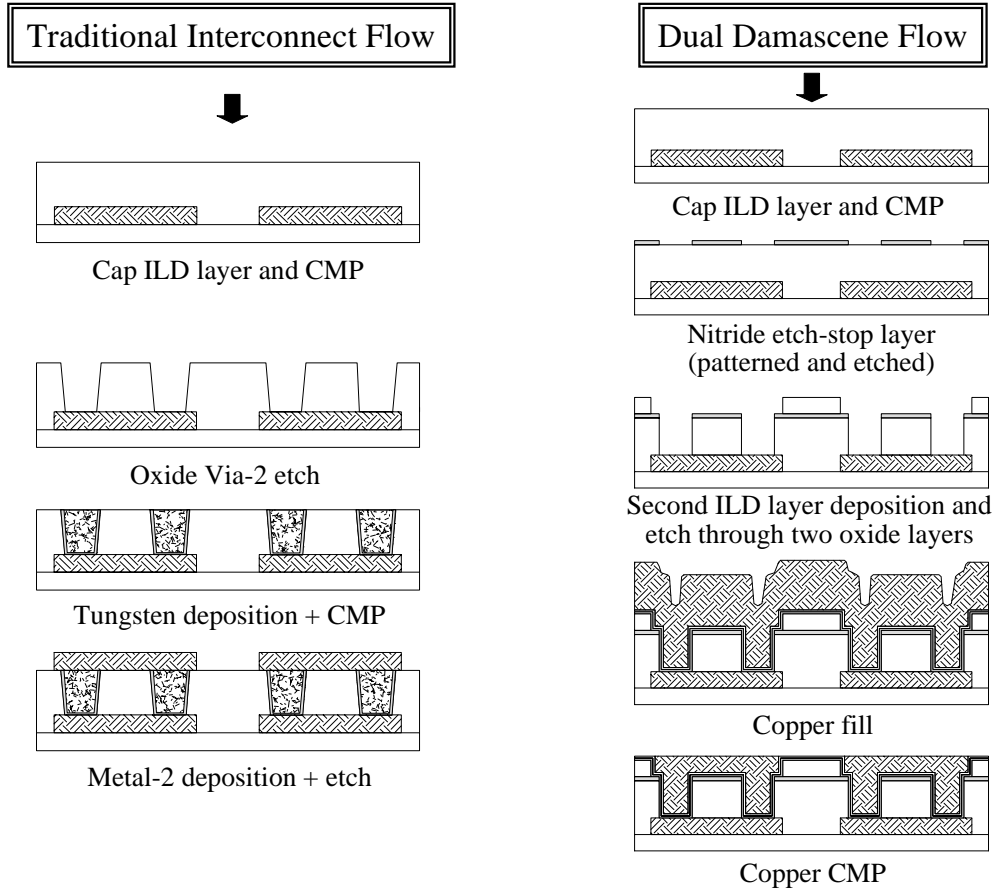 Traditional Interconnect Flow
Cap ILD layer and CMP
Oxide Via-2 etch
Tungsten deposition + CMP
Metal-2 deposition + etch
Dual Damascene Flow
Cap ILD layer and CMP
Nitride etch-stop layer
(patterned and etched)
Second ILD layer deposition and
etch through two oxide layers
Copper fill
Copper CMP